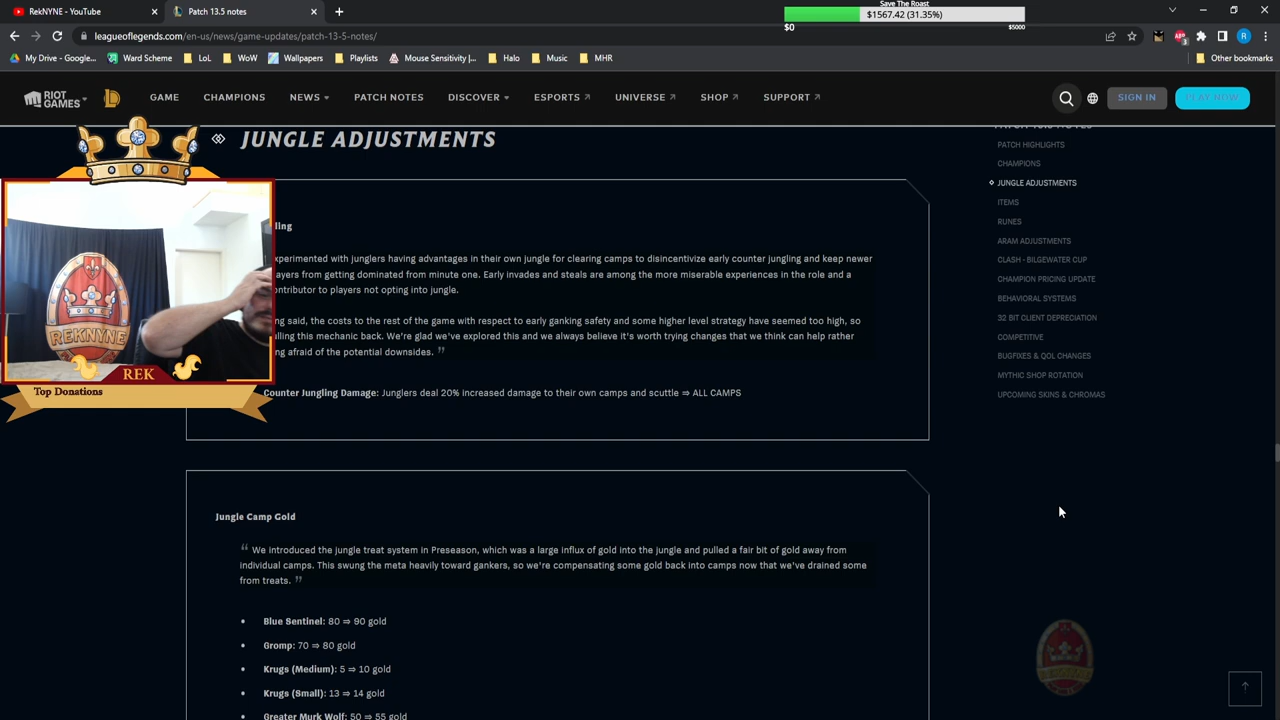 RekNYNE - YouTube
Patch 13.5 notes
Save The Roast
$1567.42 (31.35%)
$0
$5000
leagueoflegends.com/en-us/news/game-updates/patch-13-5-notes/
ABP
1
R
My Drive - Google...
Ward Scheme
LoL
WoW
Wallpapers
Playlists
Mouse Sensitivity |...
Halo
Music
MHR
Other bookmarks
RIOT GAMES
GAME
CHAMPIONS
NEWS
PATCH NOTES
DISCOVER
ESPORTS
UNIVERSE
SHOP
SUPPORT
SIGN IN
PLAY NOW
JUNGLE ADJUSTMENTS
PATCH 13.5 NOTES
PATCH HIGHLIGHTS
CHAMPIONS
JUNGLE ADJUSTMENTS
ITEMS
RUNES
ARAM ADJUSTMENTS
CLASH - BILGEWATER CUP
CHAMPION PRICING UPDATE
BEHAVIORAL SYSTEMS
32 BIT CLIENT DEPRECIATION
COMPETITIVE
BUGFIXES & QOL CHANGES
MYTHIC SHOP ROTATION
UPCOMING SKINS & CHROMAS
REKNYNE
REK
Top Donations
ling
xperimented with junglers having advantages in their own jungle for clearing camps to disincentivize early counter jungling and keep newer
ayers from getting dominated from minute one. Early invades and steals are among the more miserable experiences in the role and a
ontributor to players not opting into jungle.
ng said, the costs to the rest of the game with respect to early ganking safety and some higher level strategy have seemed too high, so
lling this mechanic back. We're glad we've explored this and we always believe it's worth trying changes that we think can help rather
ng afraid of the potential downsides. ”
Counter Jungling Damage: Junglers deal 20% increased damage to their own camps and scuttle ⇒ ALL CAMPS
Jungle Camp Gold
“ We introduced the jungle treat system in Preseason, which was a large influx of gold into the jungle and pulled a fair bit of gold away from
individual camps. This swung the meta heavily toward gankers, so we're compensating some gold back into camps now that we've drained some
from treats. ”
• Blue Sentinel: 80 ⇒ 90 gold
• Gromp: 70 ⇒ 80 gold
• Krugs (Medium): 5 ⇒ 10 gold
• Krugs (Small): 13 ⇒ 14 gold
• Greater Murk Wolf: 50 ⇒ 55 gold